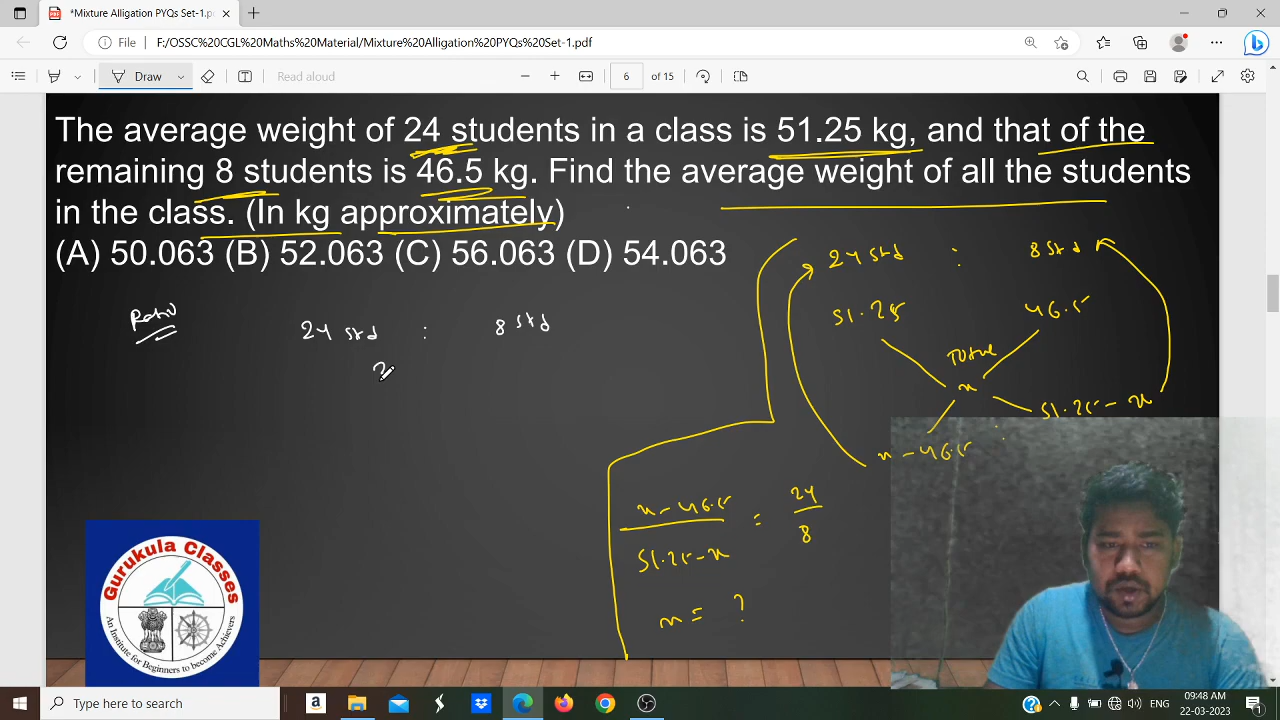 *Mixture Alligation PYQs Set-1.pdf
File F:/OSSC%20CGL%20Maths%20Material/Mixture%20Alligation%20PYQs%20Set-1.pdf
Draw Read aloud 6 of 15
The average weight of 24 students in a class is 51.25 kg, and that of the
remaining 8 students is 46.5 kg. Find the average weight of all the students
in the class. (In kg approximately)
(A) 50.063 (B) 52.063 (C) 56.063 (D) 54.063
24 std : 8 std
51.25 46.5
Ratio 24 std : 8 std
x
51.25 - x
x - 46.5 :
x - 46.5 / 51.25 - x = 24 / 8
x = ?
Gurukula Classes
An Institute for Beginners to become Achievers
Type here to search
09:48 AM
ENG
22-03-2023